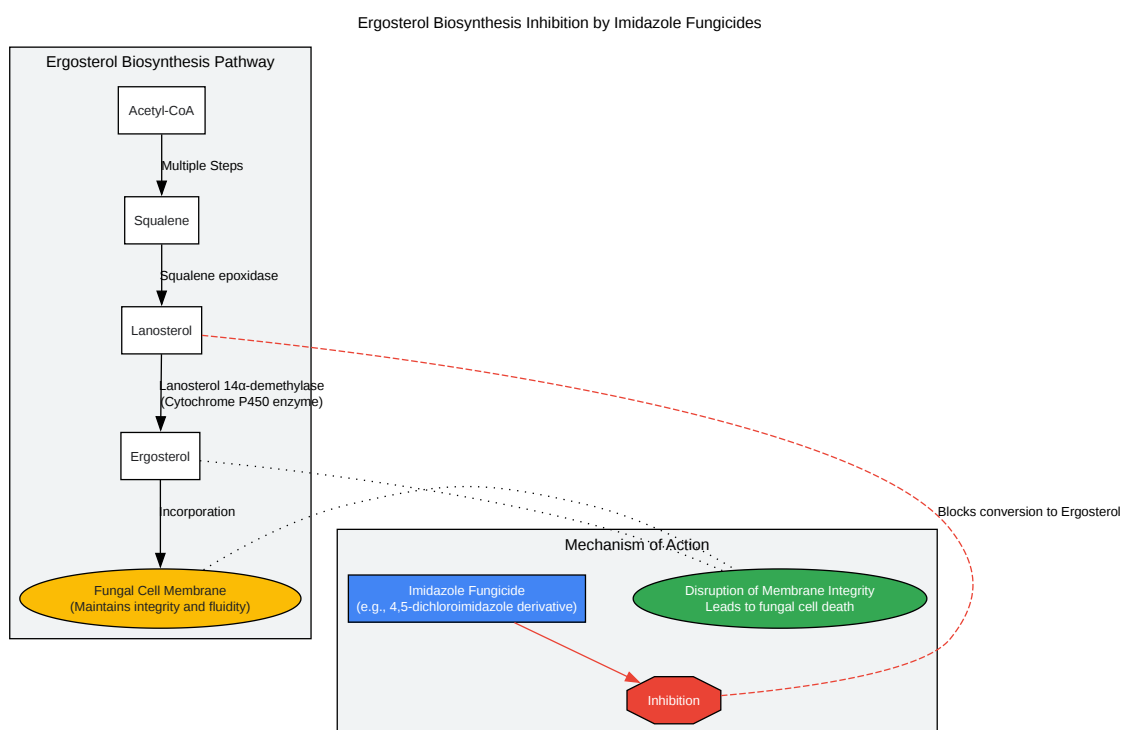 Ergosterol Biosynthesis Inhibition by Imidazole Fungicides
Ergosterol Biosynthesis Pathway
Acetyl-CoA
Multiple Steps
Squalene
Squalene epoxidase
Lanosterol
Lanosterol 14α-demethylase
(Cytochrome P450 enzyme)
Ergosterol
Incorporation
Fungal Cell Membrane
(Maintains integrity and fluidity)
Blocks conversion to Ergosterol
Mechanism of Action
Imidazole Fungicide
(e.g., 4,5-dichloroimidazole derivative)
Disruption of Membrane Integrity
Leads to fungal cell death
Inhibition